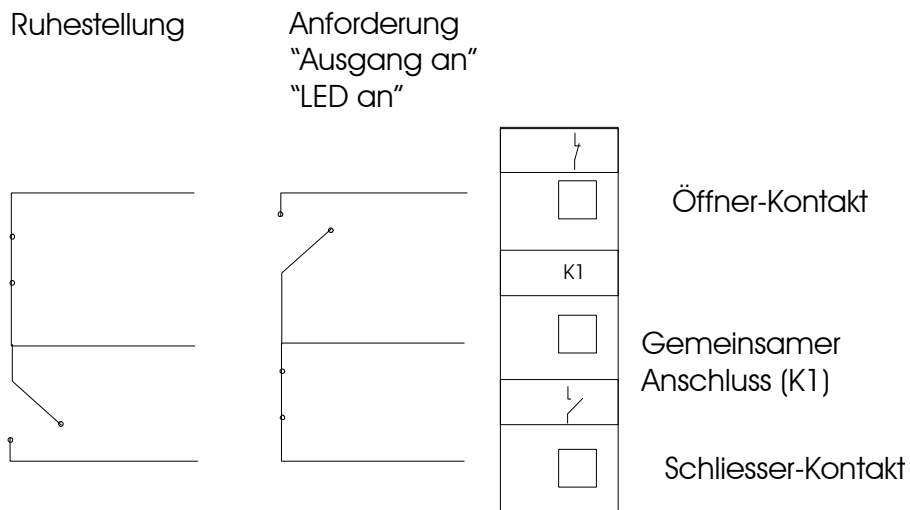 Ruhestellung
Anforderung
“Ausgang an“
“LED an“
Öffner-Kontakt
K1
Gemeinsamer
Anschluss (K1)
Schliesser-Kontakt